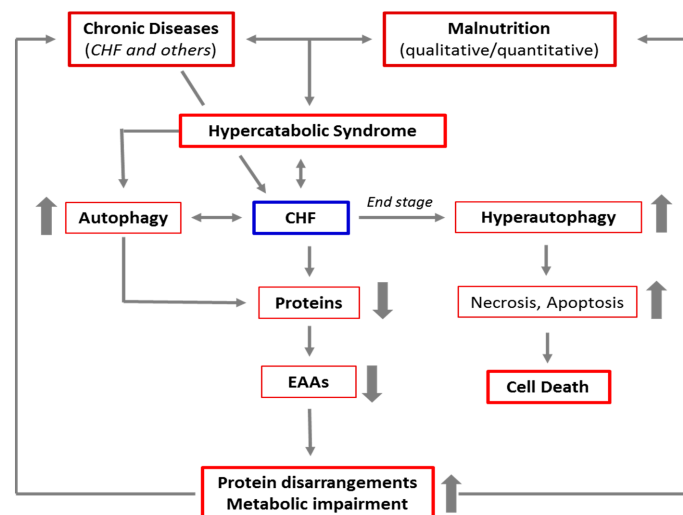 Chronic Diseases
(CHF and others)
Malnutrition
(qualitative/quantitative)
Hypercatabolic Syndrome
Autophagy
CHF
End stage
Hyperautophagy
Proteins
Necrosis, Apoptosis
EAAs
Cell Death
Protein disarrangements
Metabolic impairment